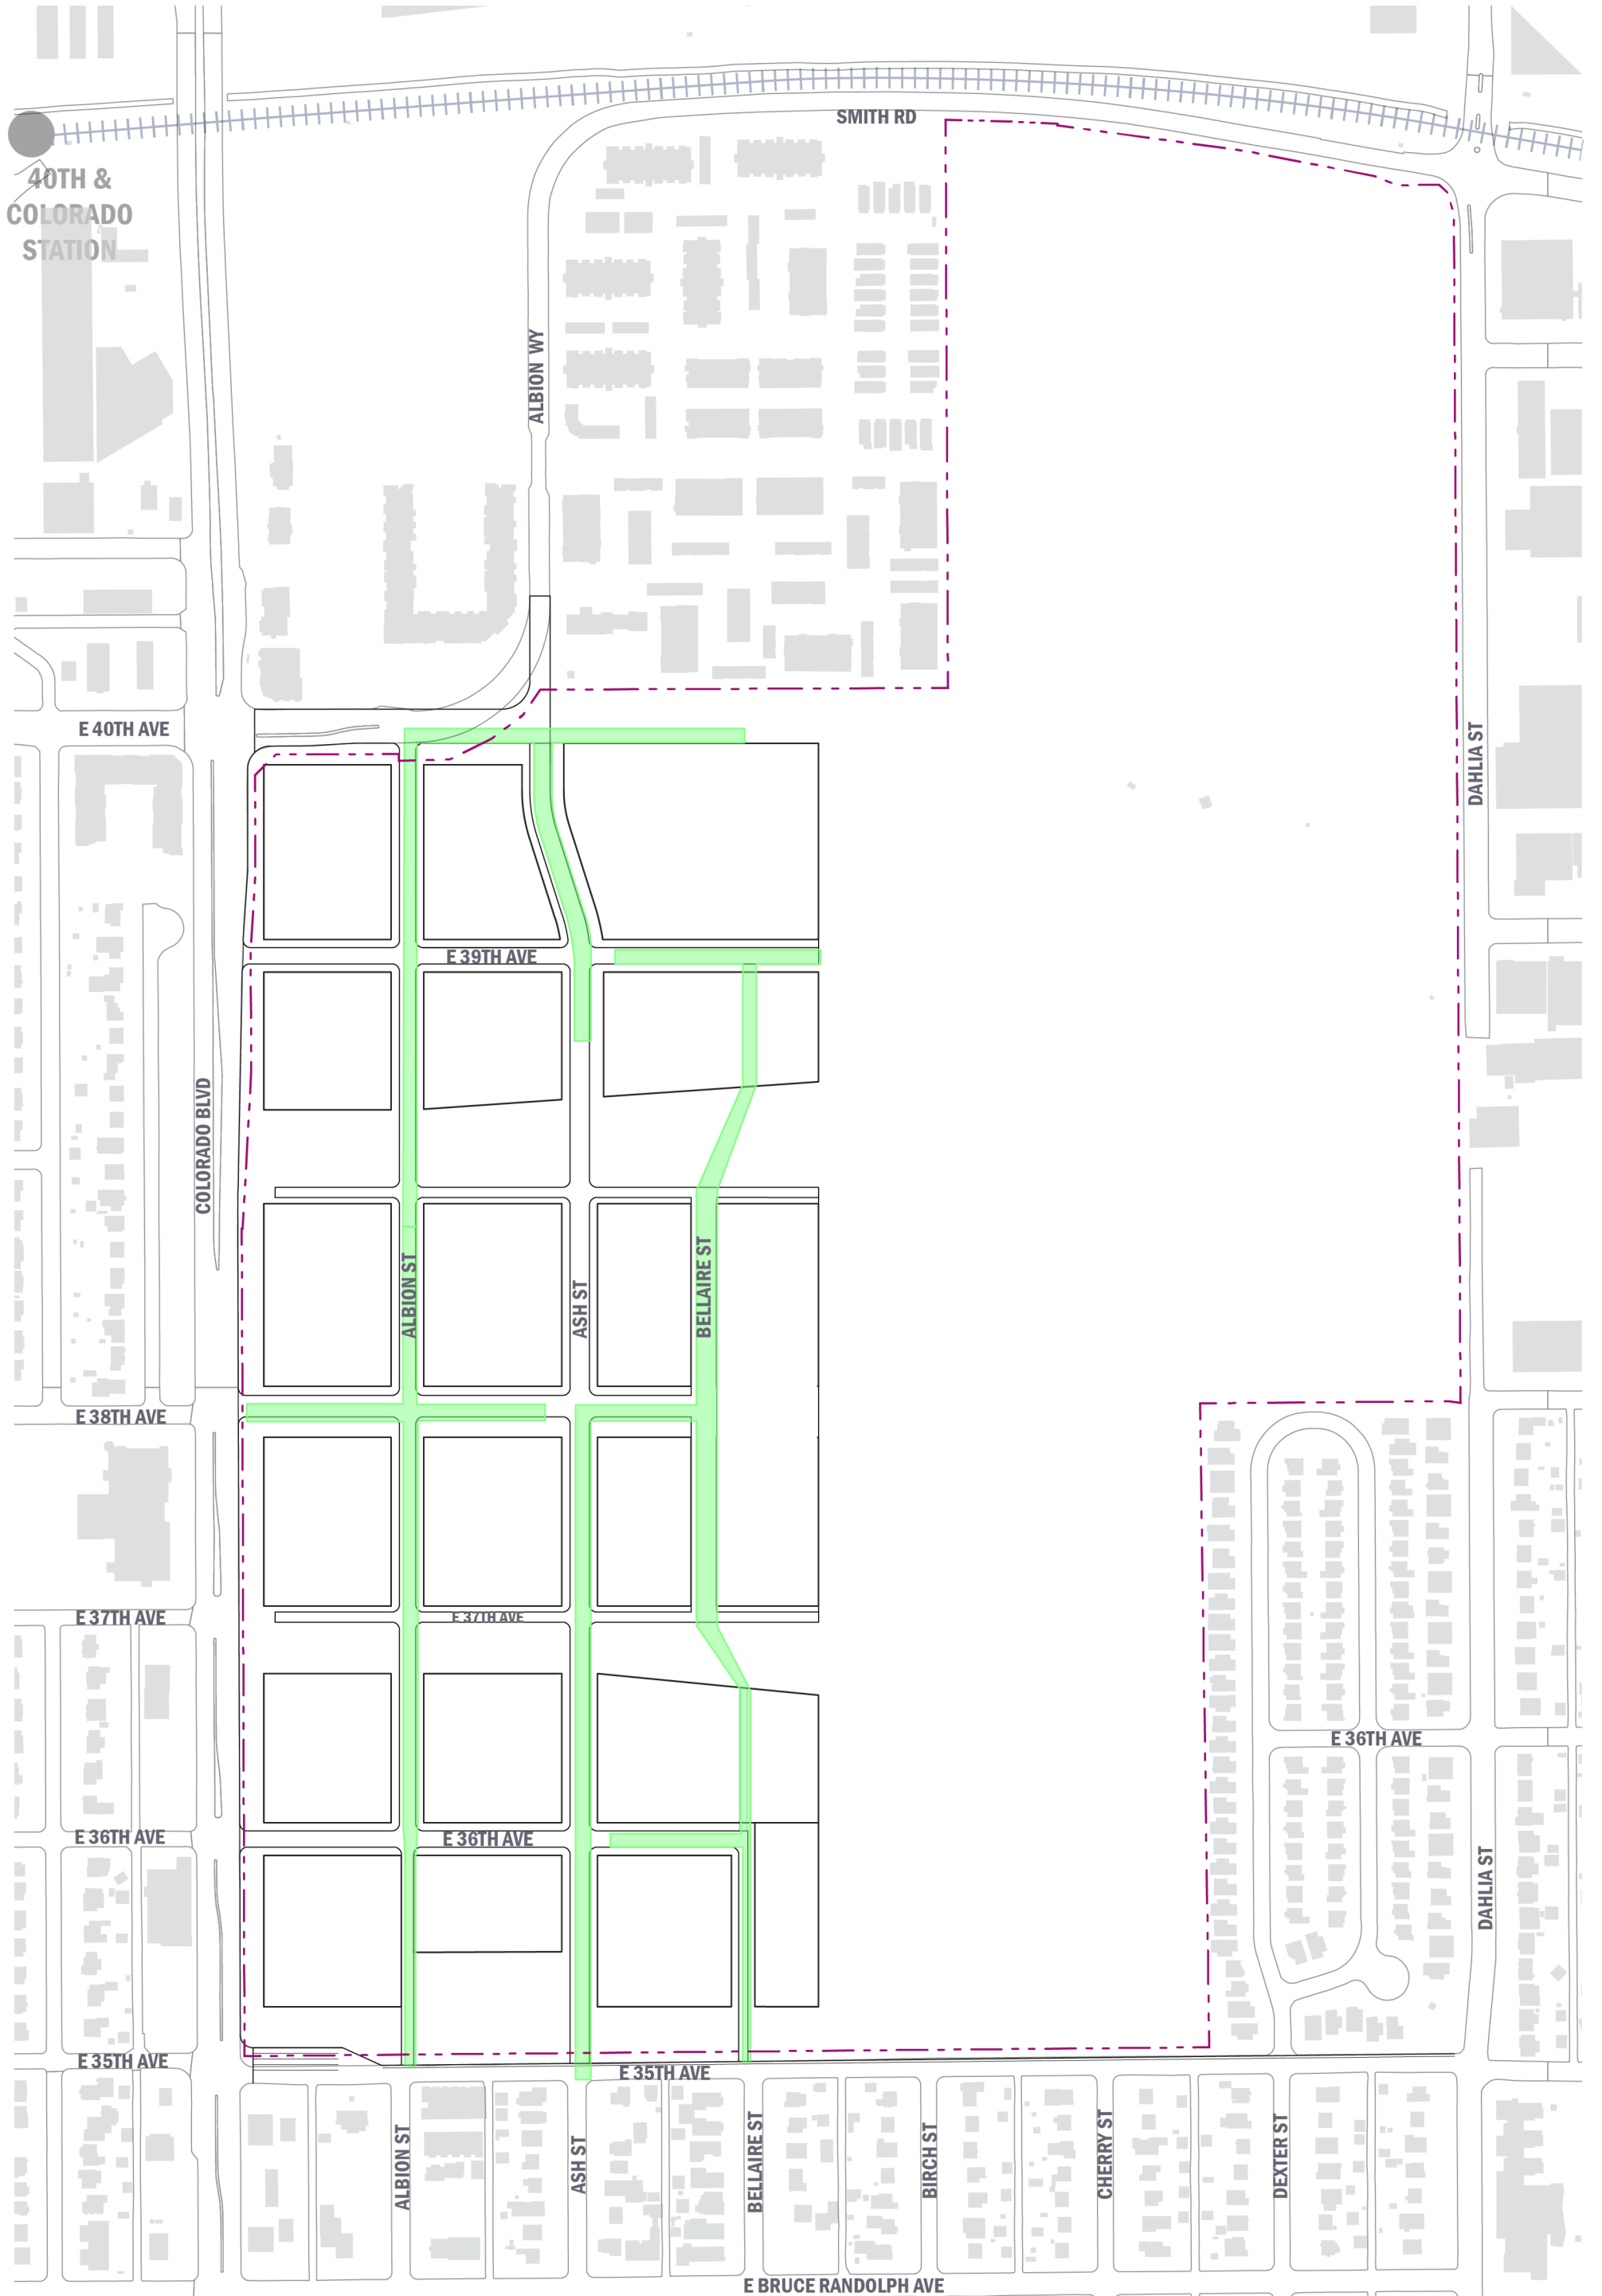 SMITH RD
40TH &
COLORADO
STATION
ALBION WY
E 40TH AVE
DAHLIA ST
E 39TH AVE
COLORADO BLVD
ALBION ST
ASH ST
BELLAIRE ST
E 38TH AVE
E 37TH AVE
E 37TH AVE
E 36TH AVE
E 36TH AVE
E 36TH AVE
DAHLIA ST
E 35TH AVE
E 35TH AVE
ALBION ST
ASH ST
BELLAIRE ST
BIRCH ST
CHERRY ST
DEXTER ST
E BRUCE RANDOLPH AVE